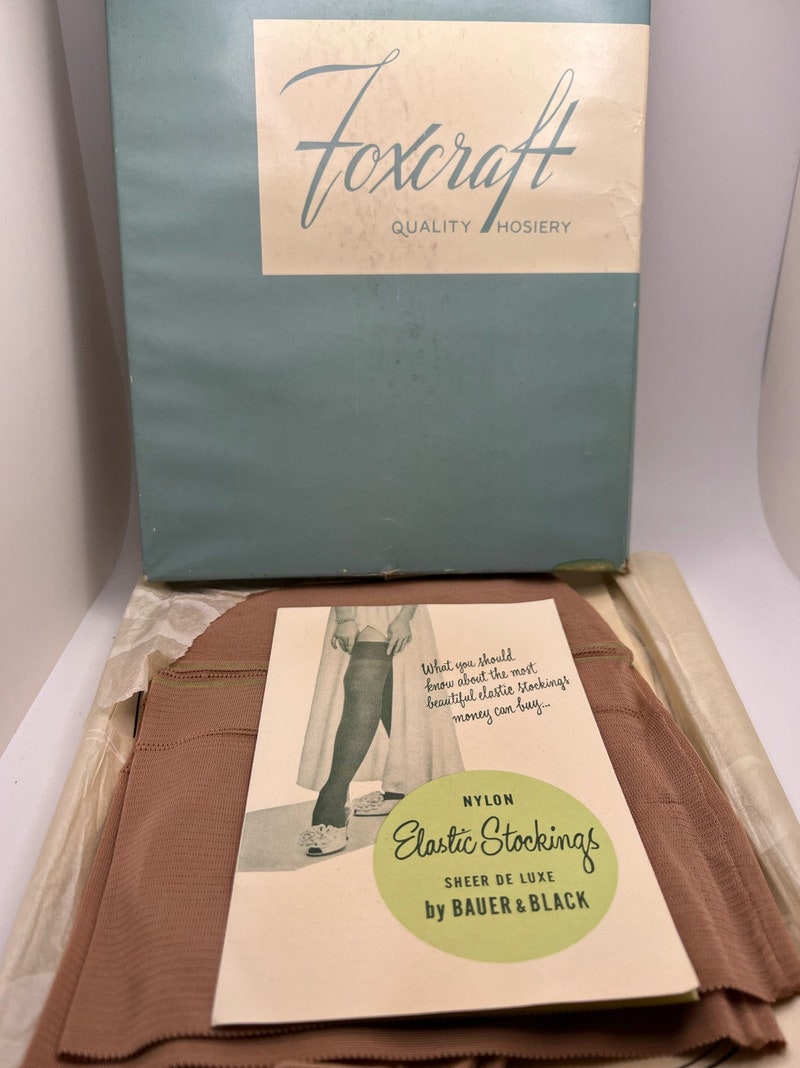 Foxcraft
QUALITY HOSIERY
What you should
know about the most
beautiful elastic stockings
money can buy...
NYLON
Elastic Stockings
SHEER DE LUXE
by BAUER & BLACK